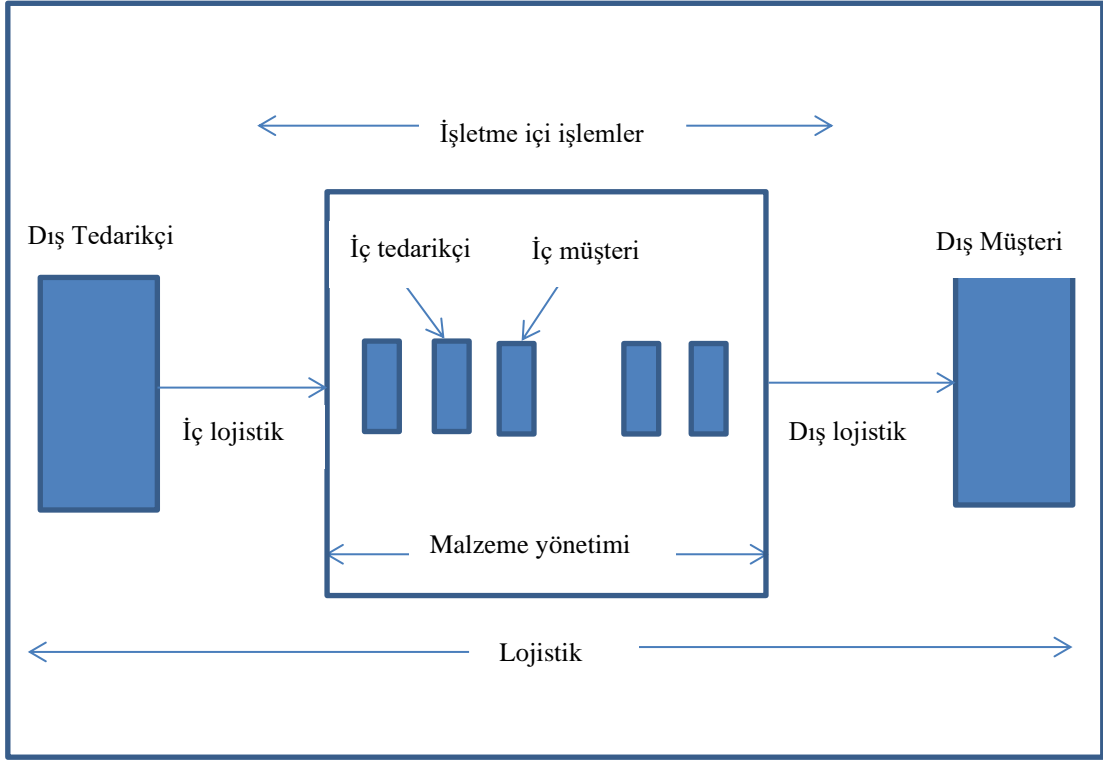 İşletme içi işlemler
Dış Tedarikçi
İç tedarikçi
İç müşteri
Dış Müşteri
İç lojistik
Dış lojistik
Malzeme yönetimi
Lojistik